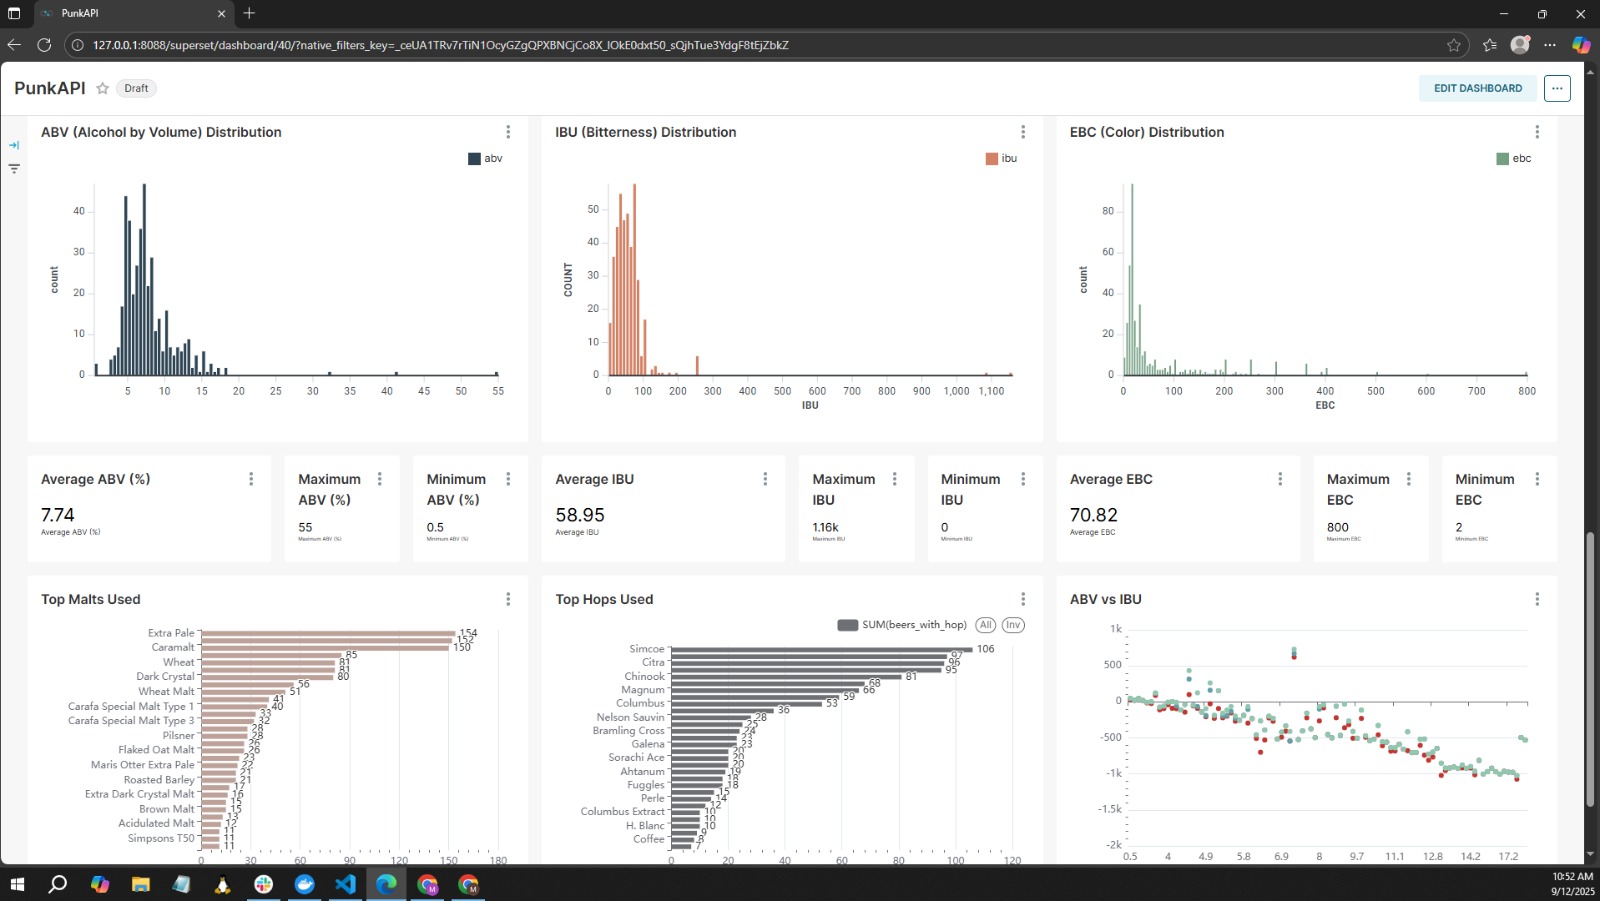 PunkAPI
127.0.0.1:8088/superset/dashboard/40/?native_filters_key=_ceUA1TRv7rTiN1OcyGZgQPXBNCjCo8X_IOkE0dxt50_sQjhTue3YdgF8tEjZbkZ
PunkAPI Draft
EDIT DASHBOARD
ABV (Alcohol by Volume) Distribution
abv
count
40
30
20
10
0
5 10 15 20 25 30 35 40 45 50 55
IBU (Bitterness) Distribution
ibu
COUNT
50
40
30
20
10
0
0 100 200 300 400 500 600 700 800 900 1,000 1,100
IBU
EBC (Color) Distribution
ebc
count
80
60
40
20
0
0 100 200 300 400 500 600 700 800
EBC
Average ABV (%)
7.74
Average ABV (%)
Maximum
ABV (%)
55
Maximum ABV (%)
Minimum
ABV (%)
0.5
Minimum ABV (%)
Average IBU
58.95
Average IBU
Maximum
IBU
1.16k
Maximum IBU
Minimum
IBU
0
Minimum IBU
Average EBC
70.82
Average EBC
Maximum
EBC
800
Maximum EBC
Minimum
EBC
2
Minimum EBC
Top Malts Used
Extra Pale 154
152
Caramalt 150
85
Wheat 81
81
Dark Crystal 80
56
Wheat Malt 51
41
Carafa Special Malt Type 1 40
33
Carafa Special Malt Type 3 32
28
Pilsner 28
26
Flaked Oat Malt 26
23
Maris Otter Extra Pale 22
21
Roasted Barley 21
17
Extra Dark Crystal Malt 16
15
Brown Malt 15
13
Acidulated Malt 12
11
Simpsons T50 11
11
0 30 60 90 120 150 180
Top Hops Used
SUM(beers_with_hop) All Inv
Simcoe 106
97
Citra 96
95
Chinook 81
68
Magnum 66
59
Columbus 53
36
Nelson Sauvin 28
25
Bramling Cross 24
23
Galena 23
20
Sorachi Ace 20
20
Ahtanum 19
18
Fuggles 18
15
Perle 14
12
Columbus Extract 10
10
H. Blanc 10
9
Coffee 8
7
0 20 40 60 80 100 120
ABV vs IBU
1k
500
0
-500
-1k
-1.5k
-2k
0.5 4 4.9 5.8 6.9 8 9.7 11.1 12.8 14.2 17.2
10:52 AM
9/12/2025